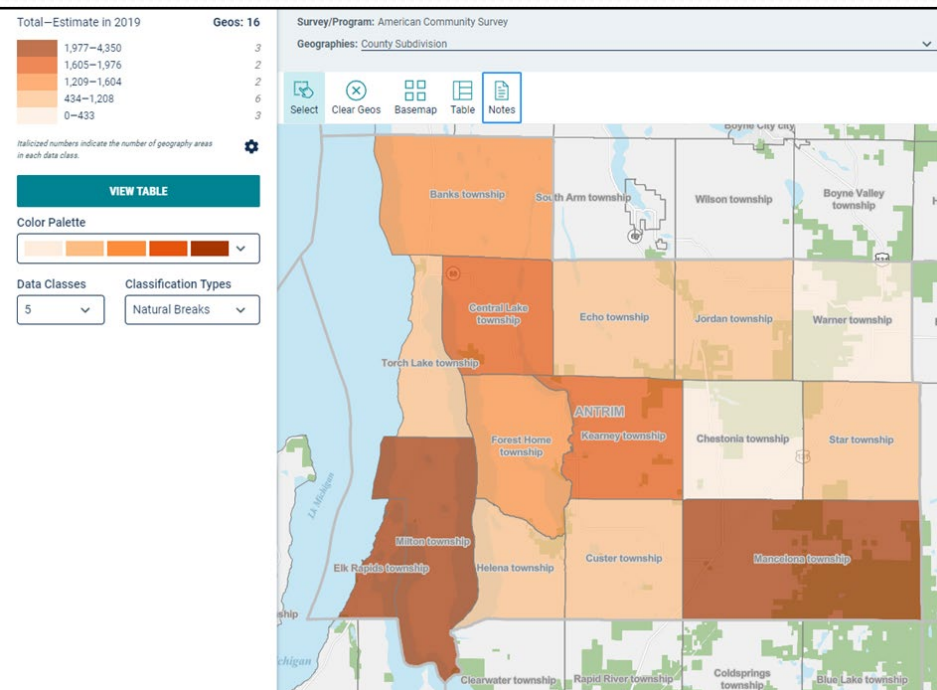 Total—Estimate in 2019 Geos: 16
1,977—4,350 3
1,605—1,976 2
1,209—1,604 2
434—1,208 6
0—433 3
Italicized numbers indicate the number of geography areas
in each data class.
VIEW TABLE
Color Palette
Data Classes Classification Types
5 Natural Breaks
Survey/Program: American Community Survey
Geographies: County Subdivision
Select Clear Geos Basemap Table Notes
Boyne City city
Banks township
South Arm township
Wilson township
Boyne Valley
township
Central Lake
township
Echo township
Jordan township
Warner township
Torch Lake township
ANTRIM
Forest Home
township
Kearney township
Chestonia township
Star township
Lk Michigan
Milton township
Elk Rapids township
Helena township
Custer township
Mancelona township
ship
chigan
Clearwater township
Rapid River township
Coldsprings
township
Blue Lake township